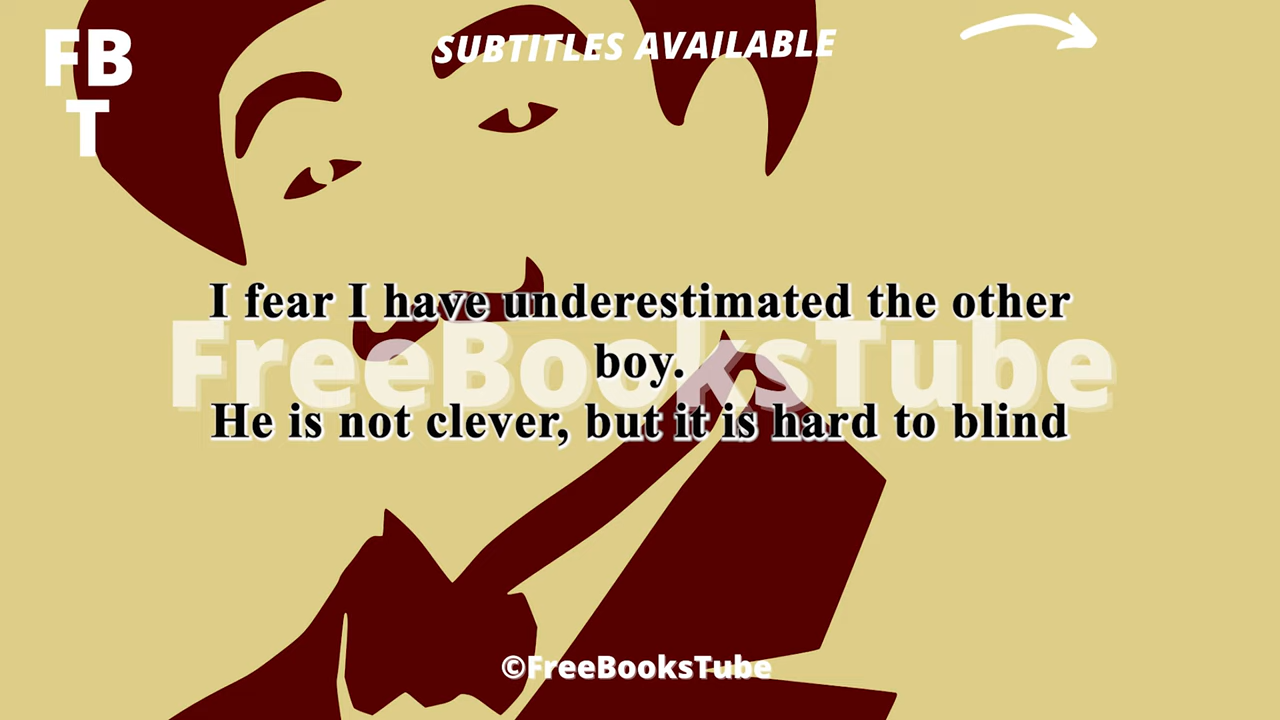 FB
T
SUBTITLES AVAILABLE
I fear I have underestimated the other
boy.
He is not clever, but it is hard to blind
FreeBooksTube
©FreeBooksTube